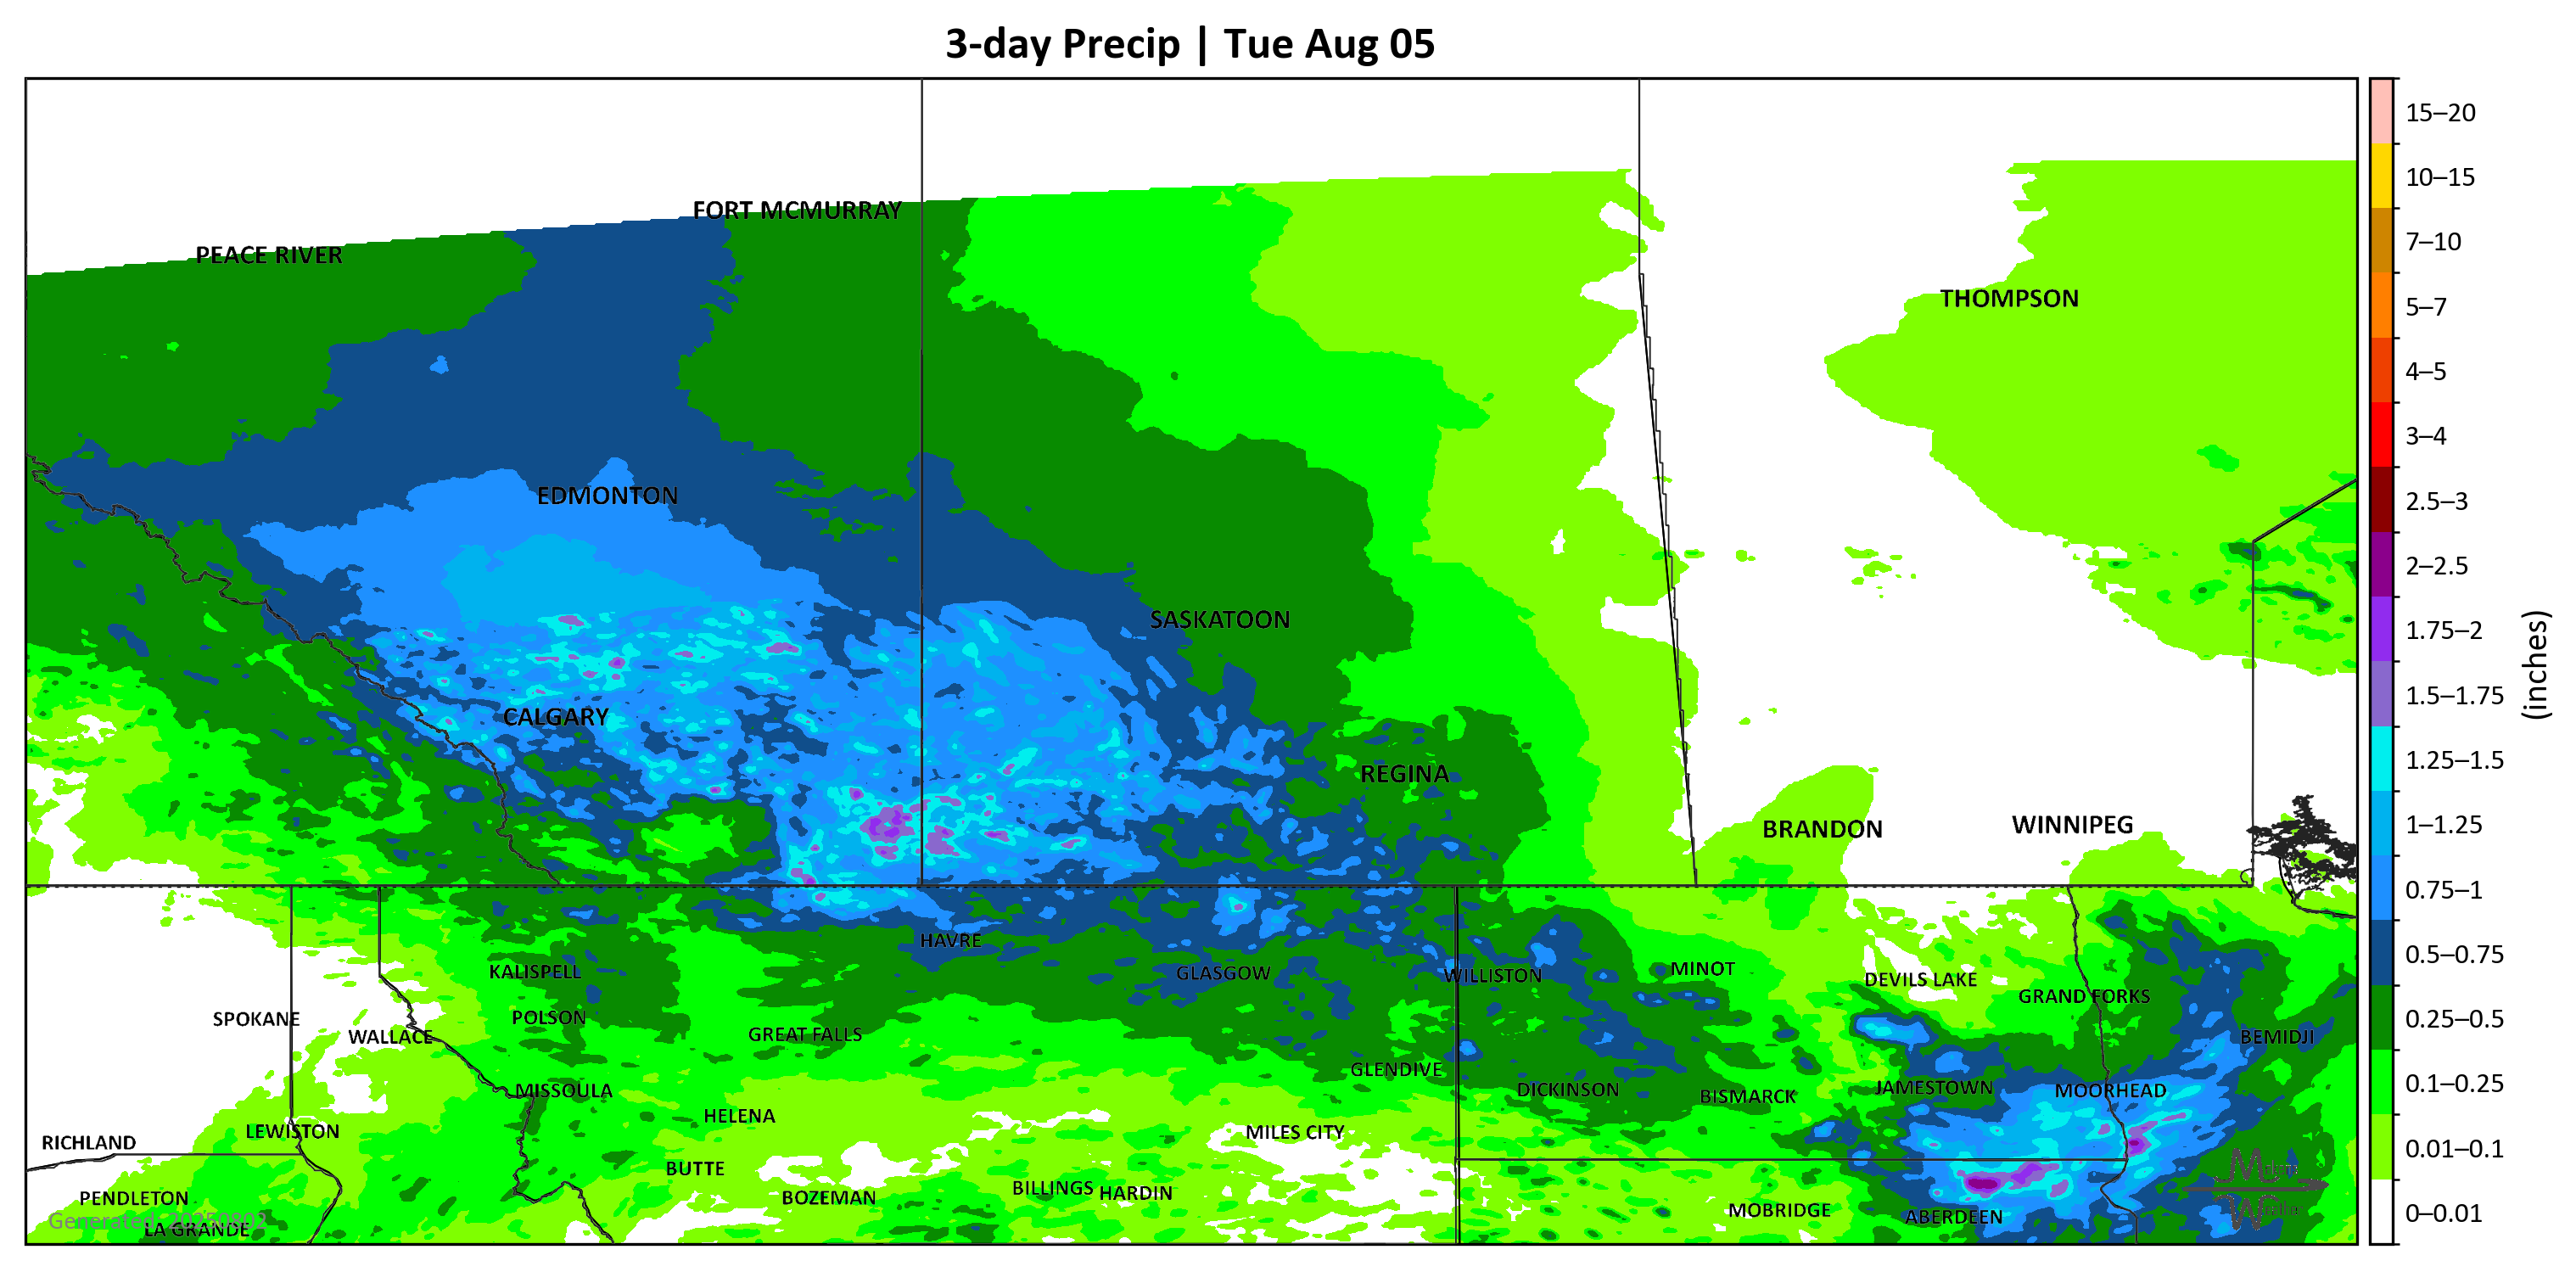 3-day Precip | Tue Aug 05
FORT MCMURRAY
PEACE RIVER
THOMPSON
EDMONTON
SASKATOON
CALGARY
REGINA
BRANDON
WINNIPEG
HAVRE
KALISPELL
GLASGOW
WILLISTON
MINOT
DEVILS LAKE
GRAND FORKS
SPOKANE
POLSON
WALLACE
GREAT FALLS
BEMIDJI
GLENDIVE
MISSOULA
DICKINSON
BISMARCK
JAMESTOWN
MOORHEAD
HELENA
LEWISTON
MILES CITY
RICHLAND
BUTTE
PENDLETON
BOZEMAN
BILLINGS
HARDIN
MOBRIDGE
ABERDEEN
Generated: 20250802
LA GRANDE
15–20
10–15
7–10
5–7
4–5
3–4
2.5–3
2–2.5
1.75–2
1.5–1.75
1.25–1.5
1–1.25
0.75–1
0.5–0.75
0.25–0.5
0.1–0.25
0.01–0.1
0–0.01
(inches)